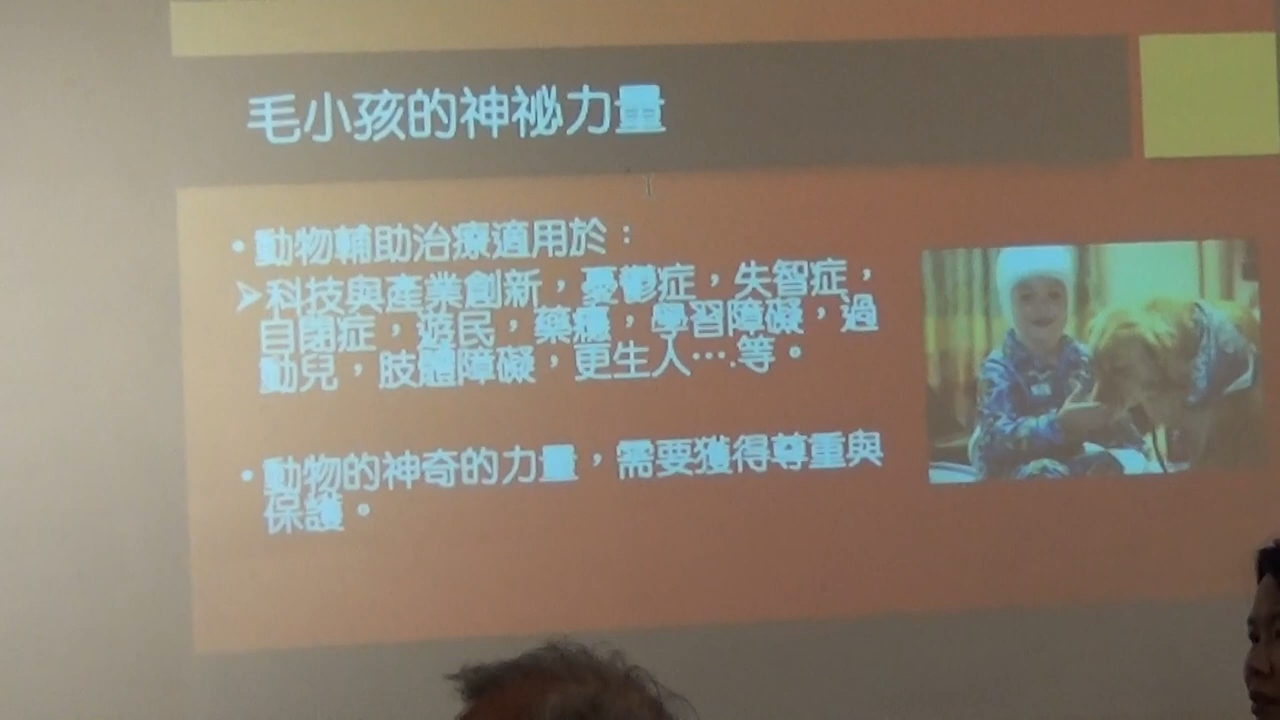 毛小孩的神祕力量
•動物輔助治療適用於：
➢科技與產業創新，憂鬱症，失智症，
自閉症，遊民，藥癮，學習障礙，過
動兒，肢體障礙，更生人….等。
•動物的神奇的力量，需要獲得尊重與
保護。